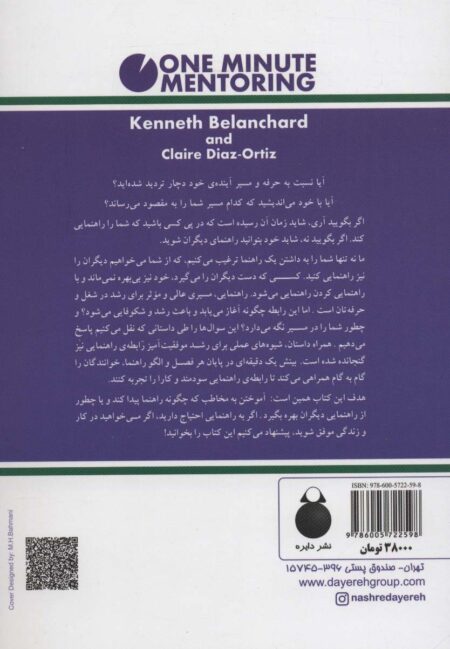 ONE MINUTE
MENTORING
Kenneth Belanchard
and
Claire Diaz-Ortiz
آیا نسبت به حرفه و مسیر آینده‌ی خود دچار تردید شده‌اید؟
آیا با خود می‌اندیشید که کدام مسیر شما را به مقصود می‌رساند؟
اگر بگویید آری، شاید زمان آن رسیده است که در پی کسی باشید که شما را راهنمایی
کند. اگر بگویید نه، شاید خود بتوانید راهنمای دیگران شوید.
ما نه تنها شما را به داشتن یک راهنما ترغیب می‌کنیم، که از شما می‌خواهیم دیگران را
نیز راهنمایی کنید. کسی که دست دیگران را می‌گیرد، خود نیز بی‌بهره نمی‌ماند و با
راهنمایی کردن راهنمایی می‌شود. راهنمایی، مسیری عالی و مؤثر برای رشد در شغل و
حرفه‌تان است. اما این رابطه چگونه آغاز می‌یابد و باعث رشد و شکوفایی می‌شود؟ و
چطور شما را در مسیر نگه می‌دارد؟ این سوال‌ها را طی داستانی که نقل می‌کنیم پاسخ
می‌دهیم. همراه داستان، شیوه‌های عملی برای رشد موفقیت آمیز رابطه‌ی راهنمایی نیز
گنجانده شده است. بینش یک دقیقه‌ای در پایان هر فصل و الگو راهنما، خوانندگان را
گام به گام همراهی می‌کند تا رابطه‌ی راهنمایی سودمند و کارا را تجربه کنند.
هدف این کتاب همین است: آموختن به مخاطب که چگونه راهنما پیدا کند و یا چطور
از راهنمایی دیگران بهره بگیرد. اگر به راهنمایی احتیاج دارید، اگر می‌خواهید در کار
و زندگی موفق شوید، پیشنهاد می‌کنیم این کتاب را بخوانید!
ISBN: 978-600-5722-59-8
9 786005 722598
۳۸۰۰۰ تومان
نشر دایره
تهران- صندوق پستی ۳۹۶-۱۵۷۴۵
www.dayerehgroup.com
nashredayereh
Cover Designed by: M.H.Bahmani